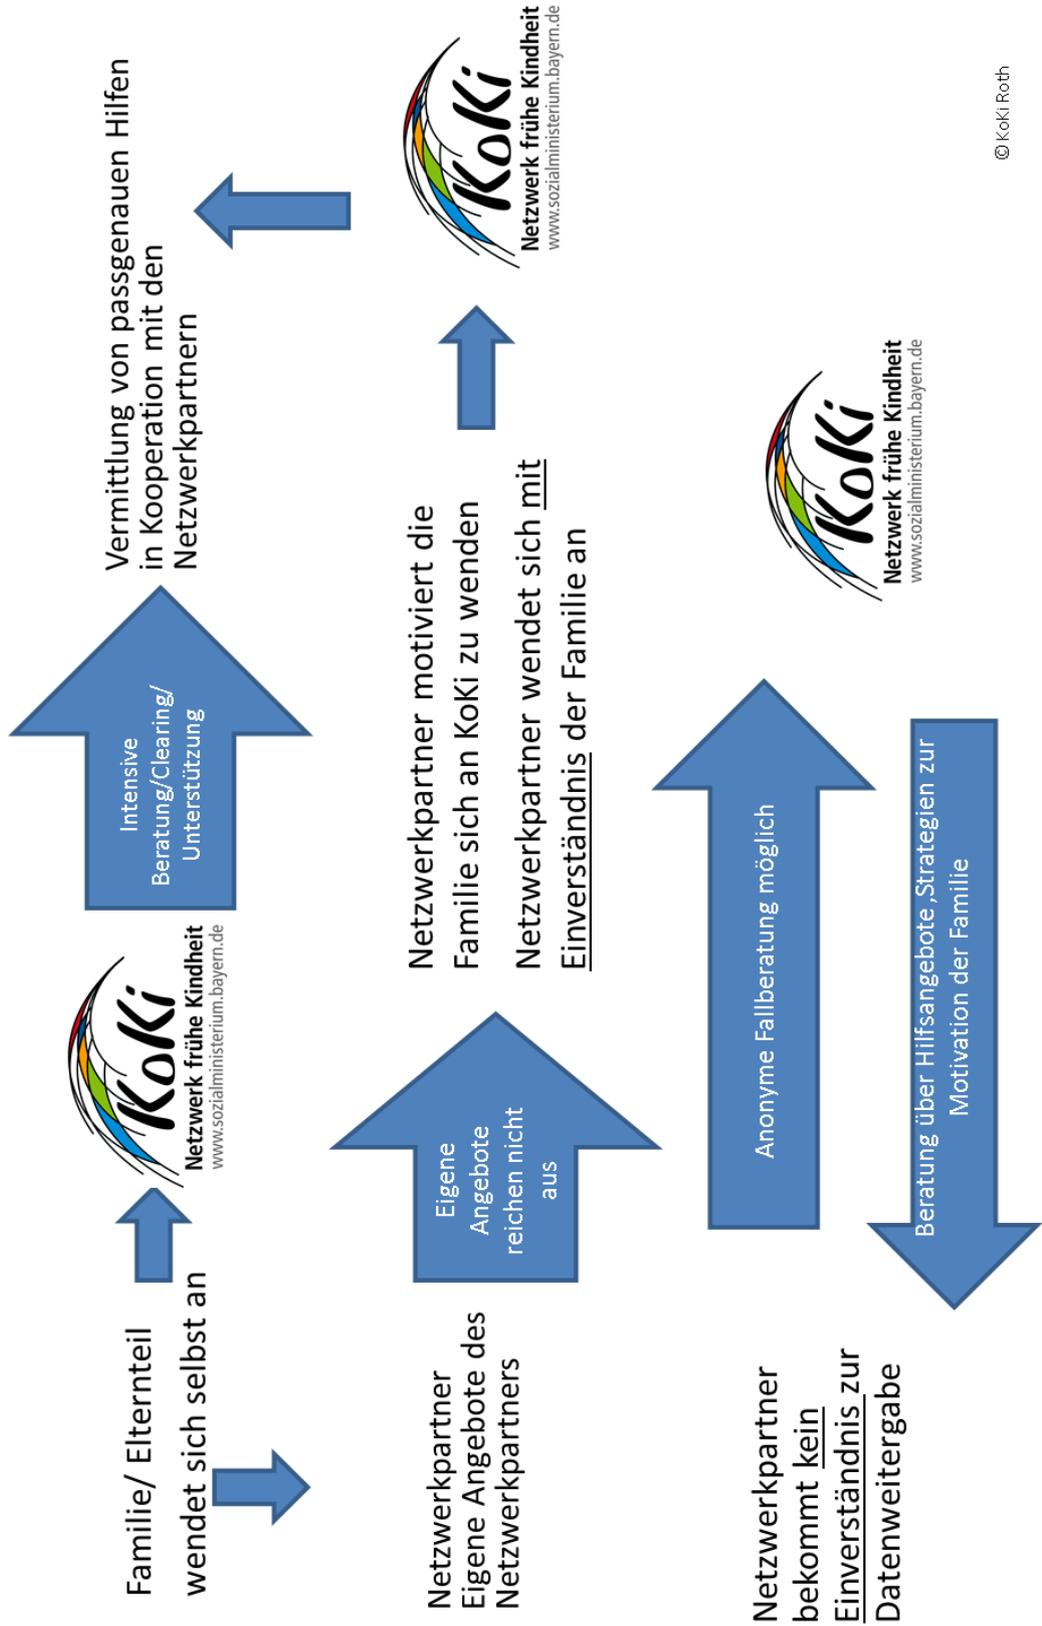 Familie/ Elternteil
wendet sich selbst an
KoKi
Netzwerk frühe Kindheit
www.sozialministerium.bayern.de
Intensive
Beratung/Clearing/
Unterstützung
Vermittlung von passgenauen Hilfen
in Kooperation mit den
Netzwerkpartnern
Netzwerkpartner
Eigene Angebote des
Netzwerkpartners
Eigene
Angebote
reichen nicht
aus
Netzwerkpartner motiviert die
Familie sich an KoKi zu wenden
Netzwerkpartner wendet sich mit
Einverständnis der Familie an
KoKi
Netzwerk frühe Kindheit
www.sozialministerium.bayern.de
Netzwerkpartner
bekommt kein
Einverständnis zur
Datenweitergabe
Anonyme Fallberatung möglich
Beratung über Hilfsangebote ,Strategien zur
Motivation der Familie
KoKi
Netzwerk frühe Kindheit
www.sozialministerium.bayern.de
© KoKi Roth